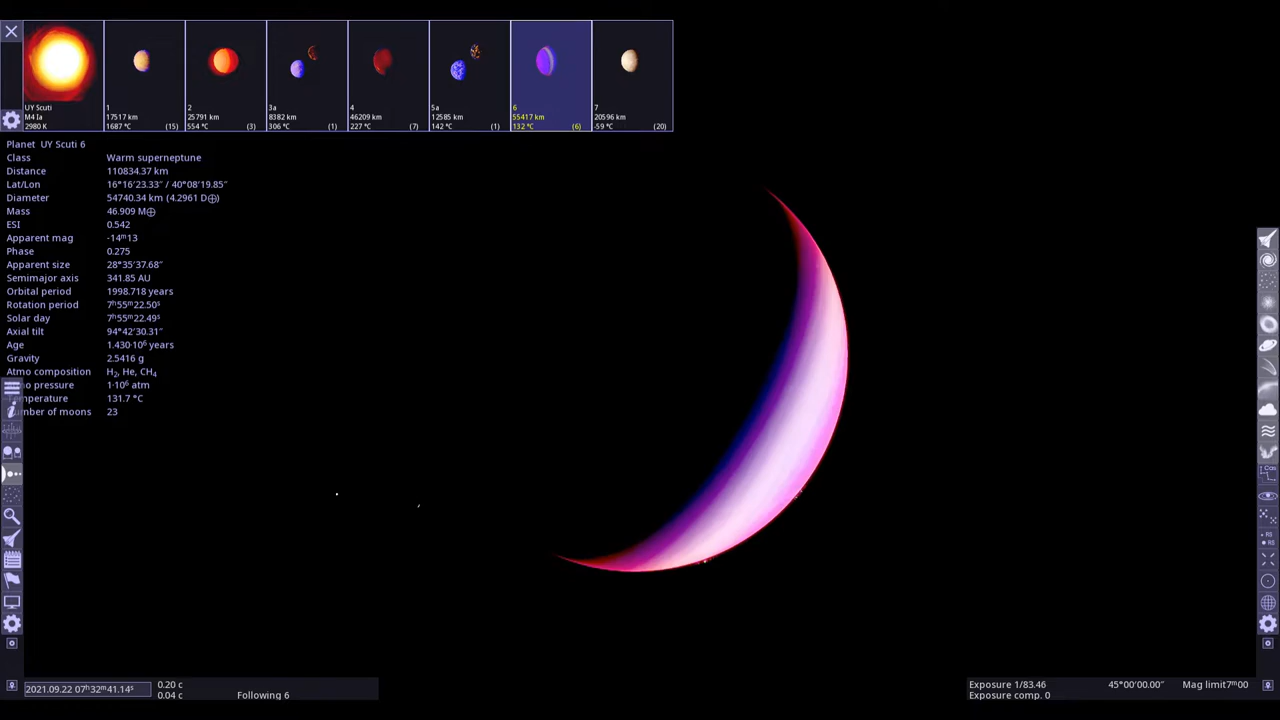 UY Scuti
M4 Ia
2980 K
1
17517 km
1687 °C (15)
2
25791 km
554 °C (3)
3a
8382 km
306 °C (1)
4
46209 km
227 °C (7)
5a
12585 km
142 °C (1)
6
55417 km
132 °C (6)
7
20596 km
-59 °C (20)
Planet UY Scuti 6
Class Warm superneptune
Distance 110834.37 km
Lat/Lon 16°16′23.33″ / 40°08′19.85″
Diameter 54740.34 km (4.2961 D⊕)
Mass 46.909 M⊕
ESI 0.542
Apparent mag -14ᵐ13
Phase 0.275
Apparent size 28°35′37.68″
Semimajor axis 341.85 AU
Orbital period 1998.718 years
Rotation period 7ʰ55ᵐ22.50ˢ
Solar day 7ʰ55ᵐ22.49ˢ
Axial tilt 94°42′30.31″
Age 1.430·10⁶ years
Gravity 2.5416 g
Atmo composition H₂, He, CH₄
mo pressure 1·10⁶ atm
mperature 131.7 °C
umber of moons 23
2021.09.22 07ʰ32ᵐ41.14ˢ
0.20 c
0.04 c Following 6
Exposure 1/83.46 45°00′00.00″ Mag limit7ᵐ00
Exposure comp. 0